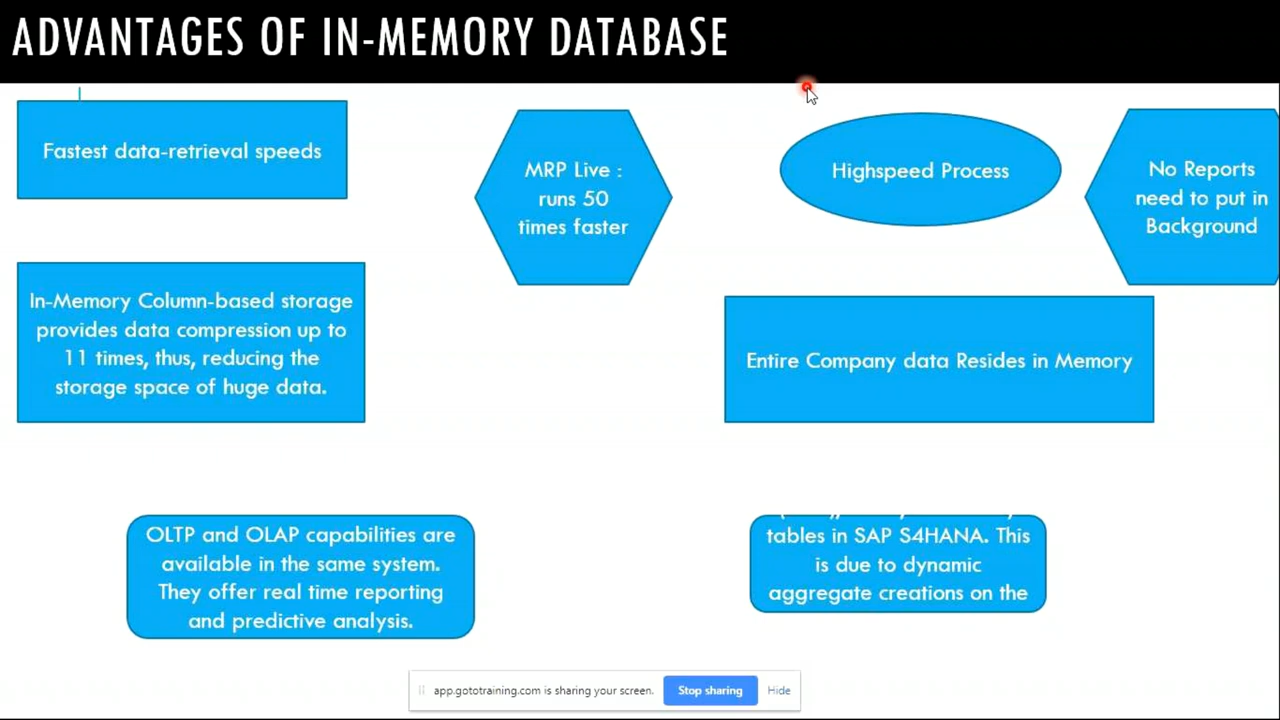 ADVANTAGES OF IN-MEMORY DATABASE
Fastest data-retrieval speeds
MRP Live :
runs 50
times faster
Highspeed Process
No Reports
need to put in
Background
In-Memory Column-based storage
provides data compression up to
11 times, thus, reducing the
storage space of huge data.
Entire Company data Resides in Memory
OLTP and OLAP capabilities are
available in the same system.
They offer real time reporting
and predictive analysis.
tables in SAP S4HANA. This
is due to dynamic
aggregate creations on the
app.gototraining.com is sharing your screen.
Stop sharing
Hide